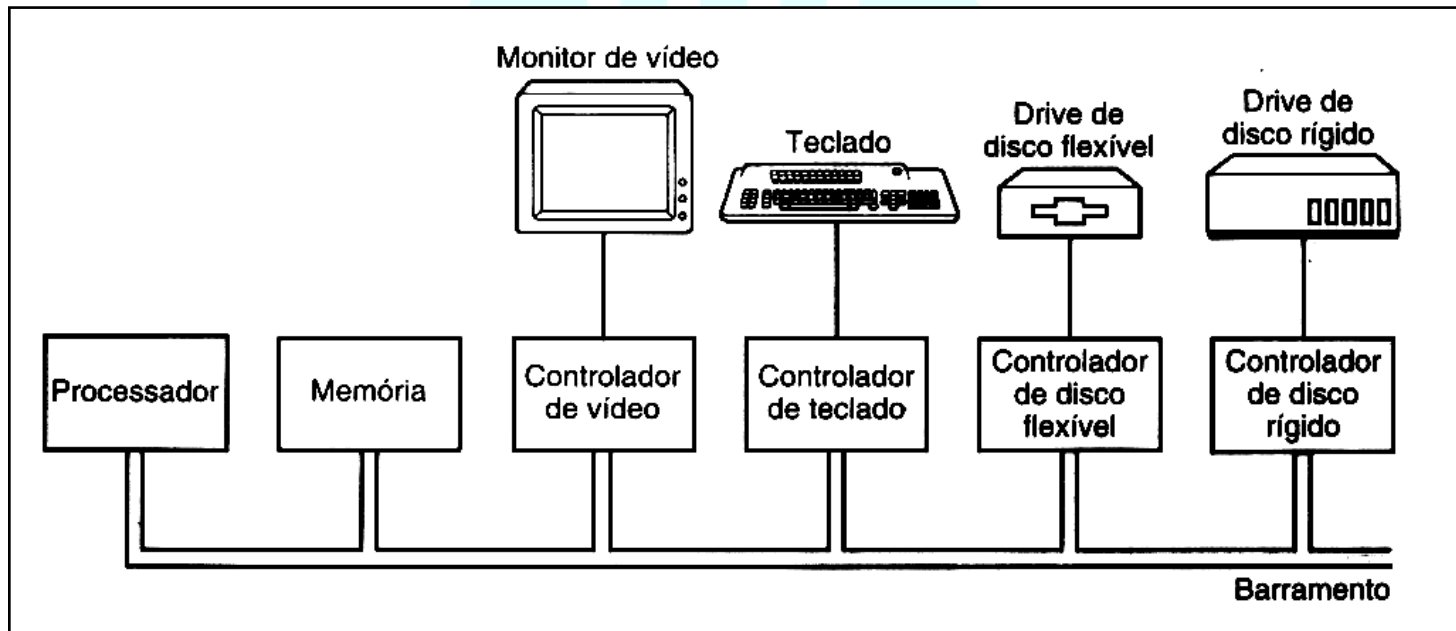 Monitor de vídeo
Teclado
Drive de
disco flexível
Drive de
disco rígido
Processador
Memória
Controlador
de vídeo
Controlador
de teclado
Controlador
de disco
flexível
Controlador
de disco
rígido
Barramento